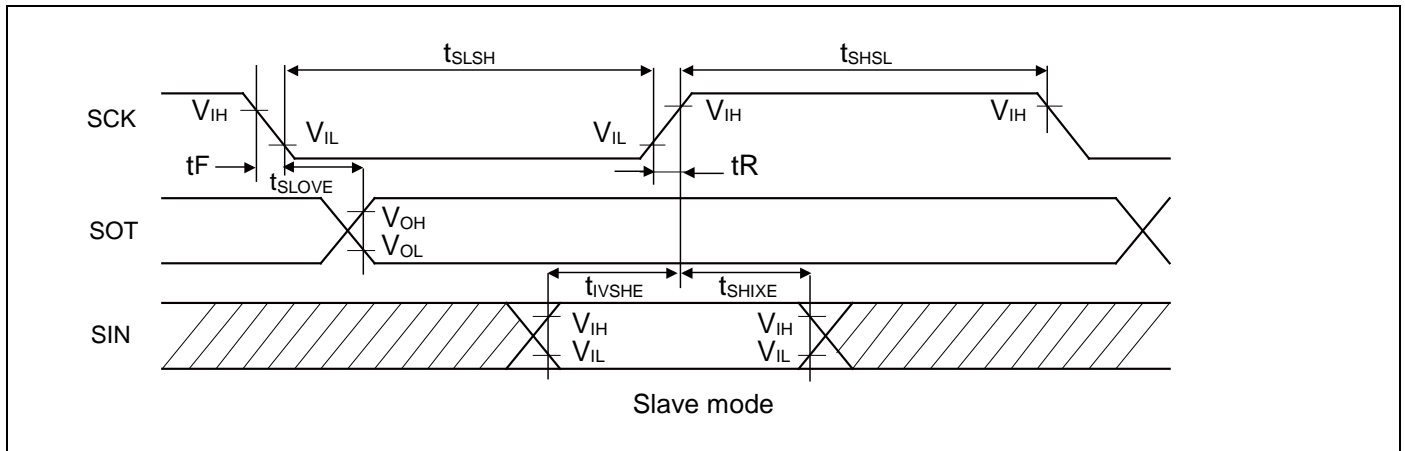 tSLSH
tSHSL
SCK
VIH
VIL
VIL
VIH
VIH
tF
tSLOVE
tR
SOT
VOH
VOL
tIVSHE
tSHIXE
SIN
VIH
VIH
VIL
VIL
Slave mode